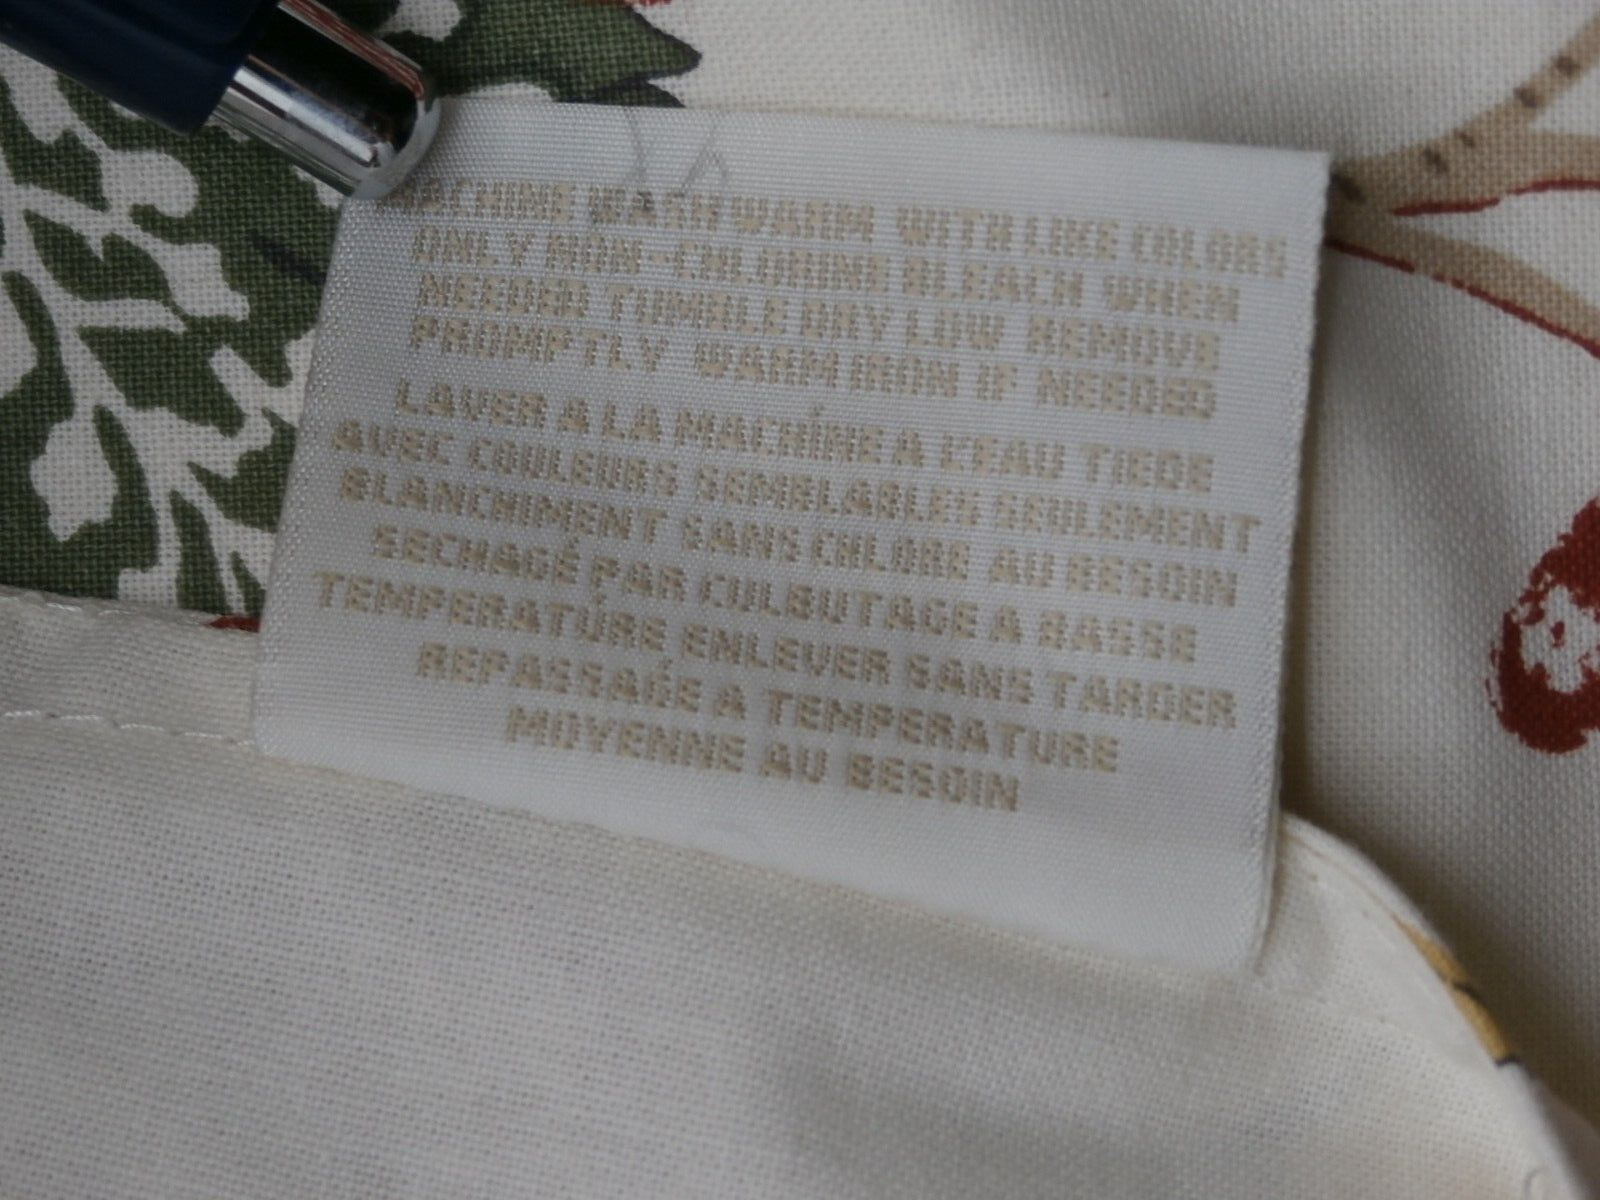 MACHINE WASH WARM WITH LIKE COLORS
ONLY NON-CHLORINE BLEACH WHEN
NEEDED TUMBLE DRY LOW REMOVE
PROMPTLY WARM IRON IF NEEDED
LAVER A LA MACHÍNE A L'EAU TIEDE
AVEC COULEURS SEMBLABLES SEULEMENT
BLANCHIMENT SANS CHLORE AU BESOIN
SECHAGE PAR CULBUTAGE A BASSE
TEMPERATURE ENLEVER SANS TARDER
REPASSAGE A TEMPERATURE
MOYENNE AU BESOIN